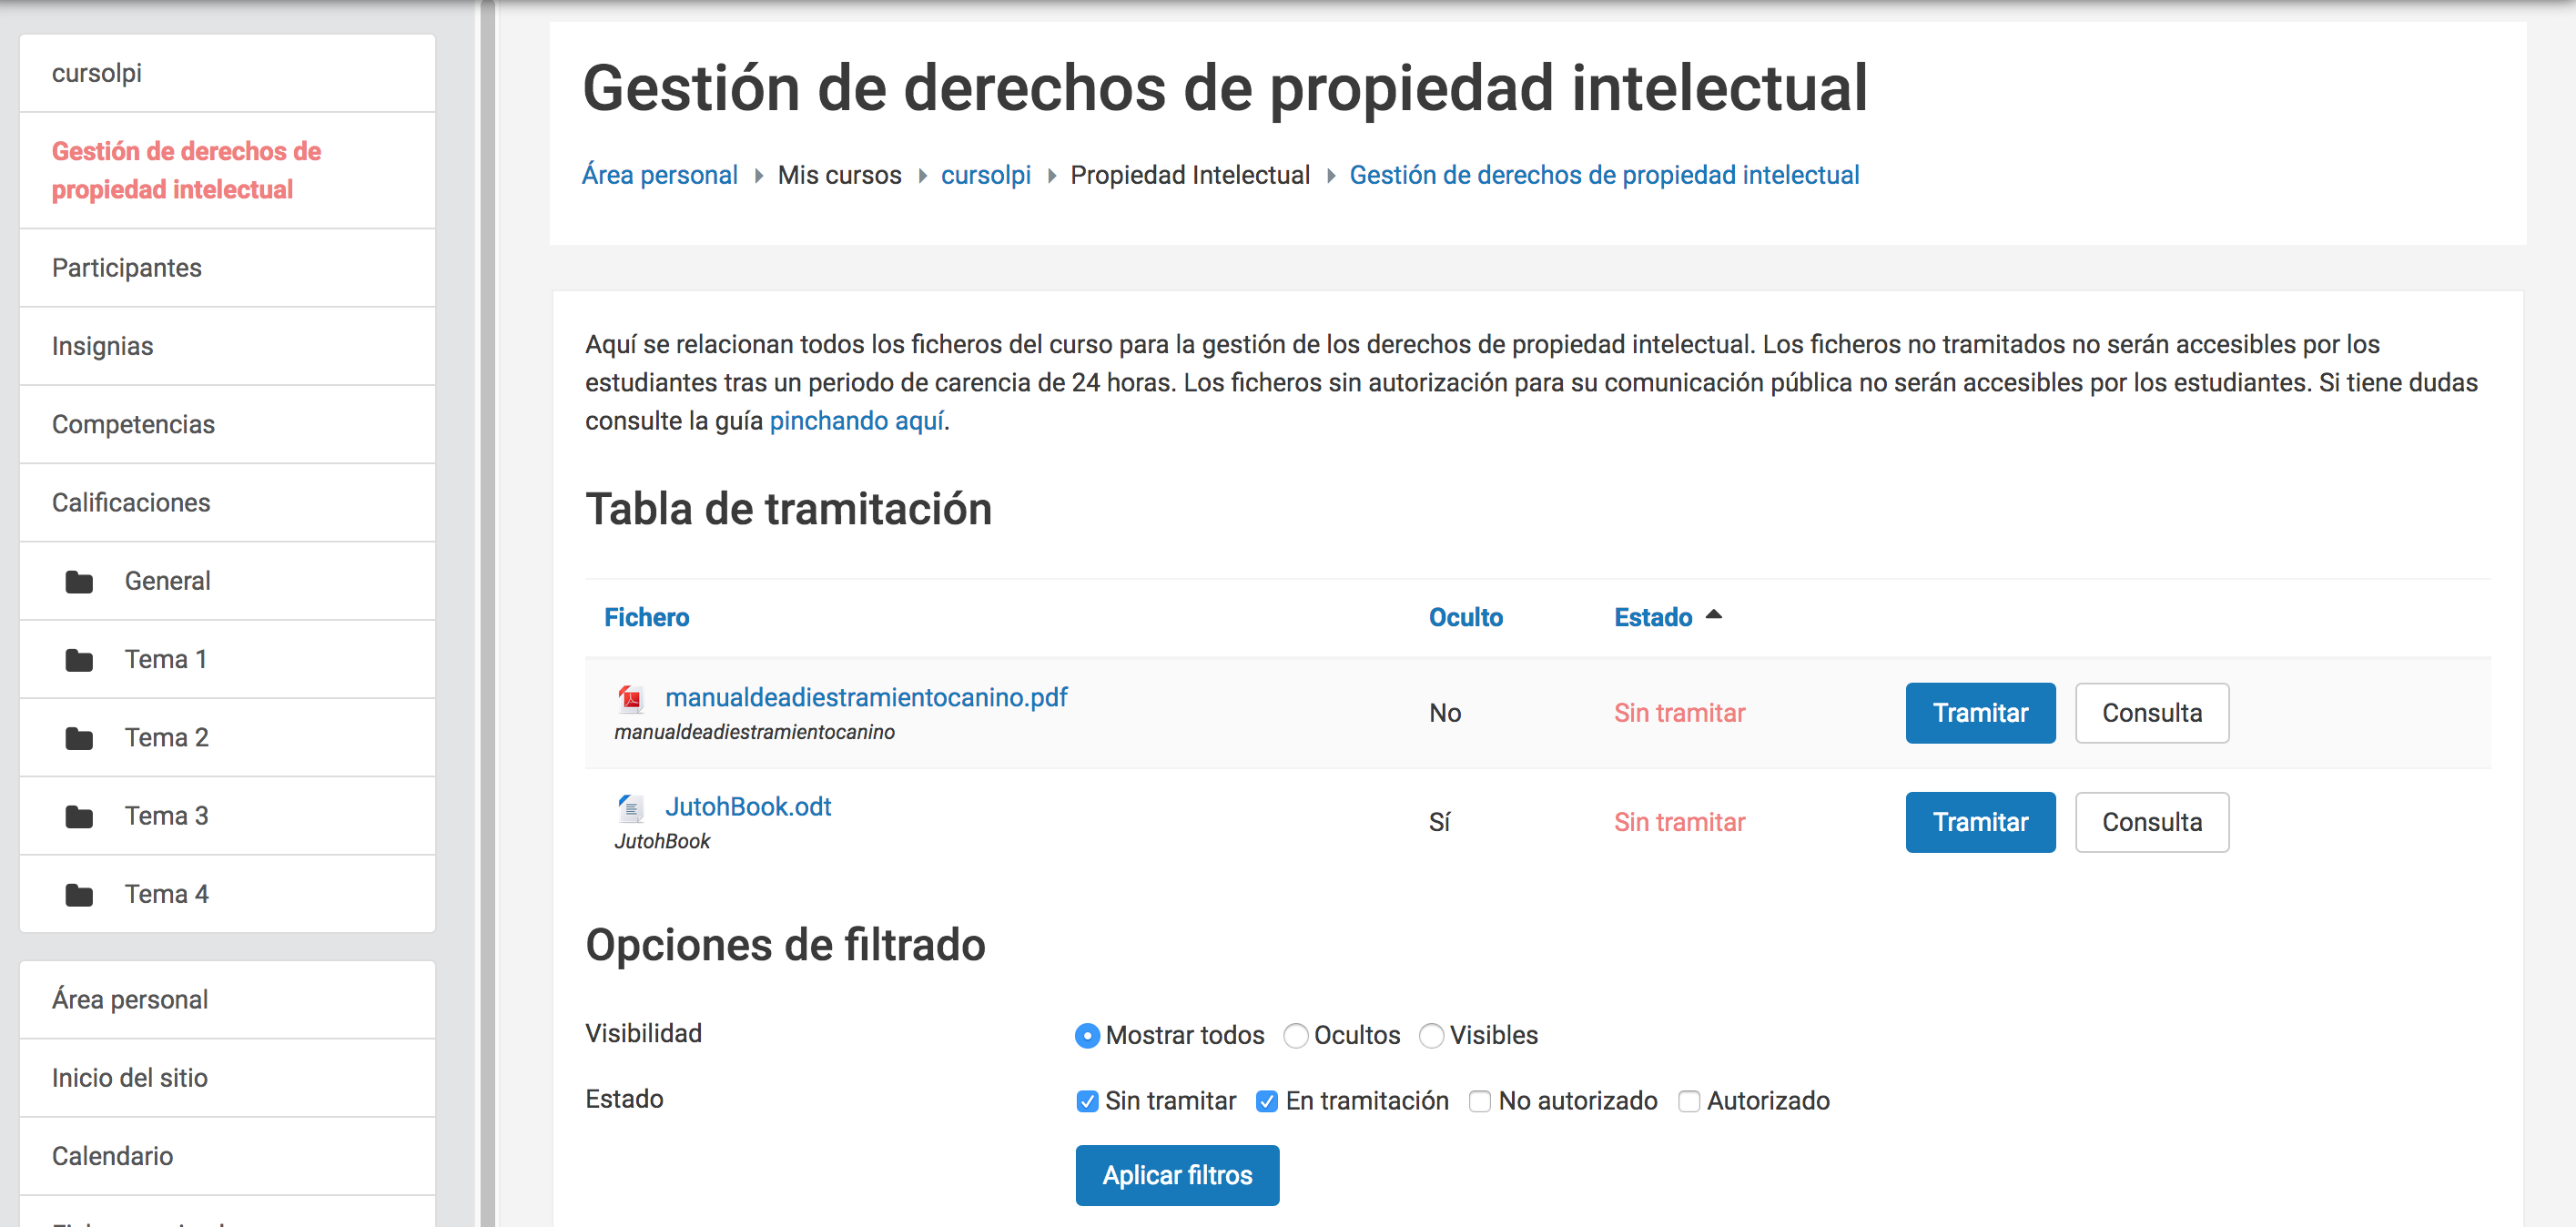 cursolpi
Gestión de derechos de
propiedad intelectual
Participantes
Insignias
Competencias
Calificaciones
General
Tema 1
Tema 2
Tema 3
Tema 4
Área personal
Inicio del sitio
Calendario
Gestión de derechos de propiedad intelectual
Área personal Mis cursos cursolpi Propiedad Intelectual Gestión de derechos de propiedad intelectual
Aquí se relacionan todos los ficheros del curso para la gestión de los derechos de propiedad intelectual. Los ficheros no tramitados no serán accesibles por los
estudiantes tras un periodo de carencia de 24 horas. Los ficheros sin autorización para su comunicación pública no serán accesibles por los estudiantes. Si tiene dudas
consulte la guía pinchando aquí.
Tabla de tramitación
Fichero Oculto Estado
manualdeadiestramientocanino.pdf No Sin tramitar Tramitar Consulta
manualdeadiestramientocanino
JutohBook.odt Sí Sin tramitar Tramitar Consulta
JutohBook
Opciones de filtrado
Visibilidad Mostrar todos Ocultos Visibles
Estado Sin tramitar En tramitación No autorizado Autorizado
Aplicar filtros